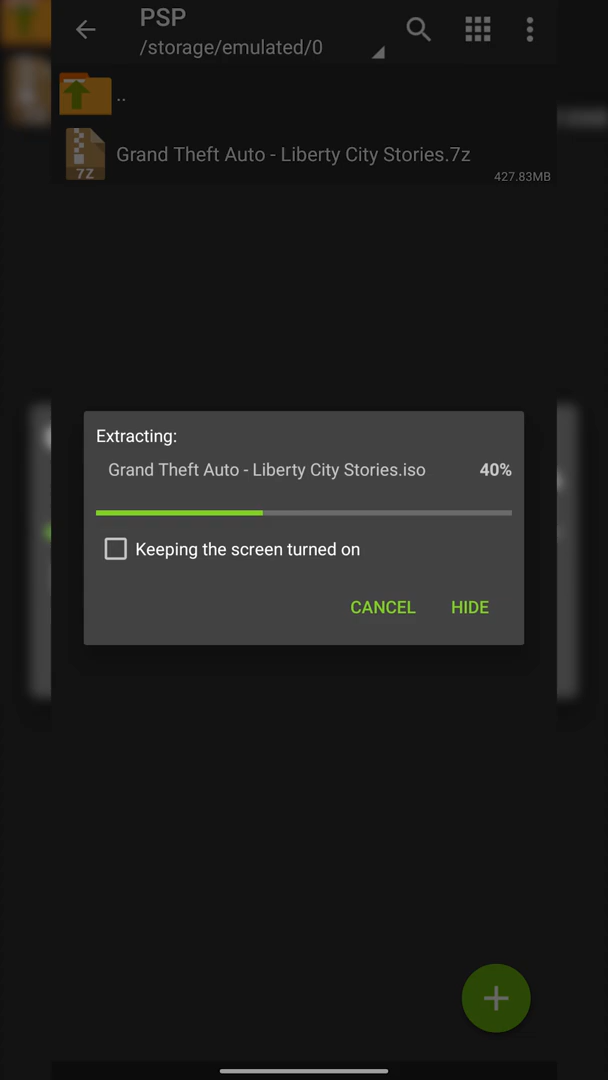 PSP
/storage/emulated/0
..
Grand Theft Auto - Liberty City Stories.7z
7Z
427.83MB
Extracting:
Grand Theft Auto - Liberty City Stories.iso 40%
Keeping the screen turned on
CANCEL HIDE